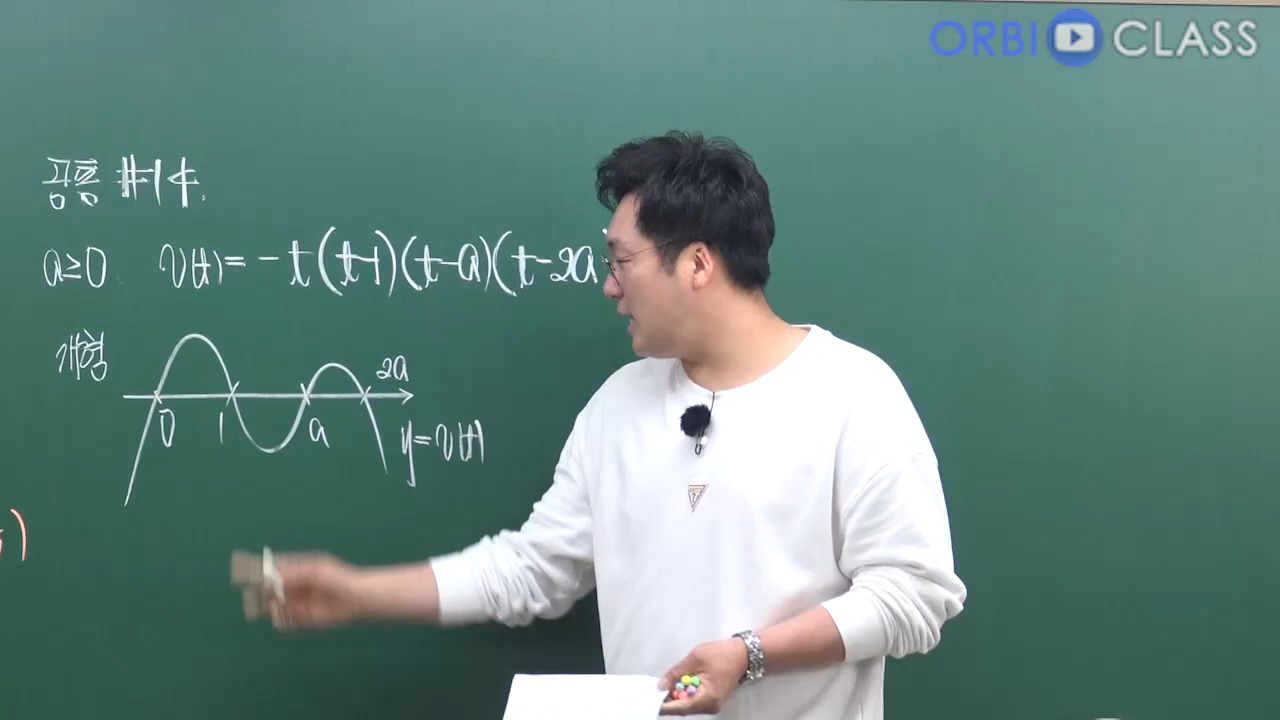 ORBI CLASS
공통 #14.
a≥0 v(t)=-t(t-1)(t-a)(t-2a
개형
2a
0 1 a
y=v(t)
?
)